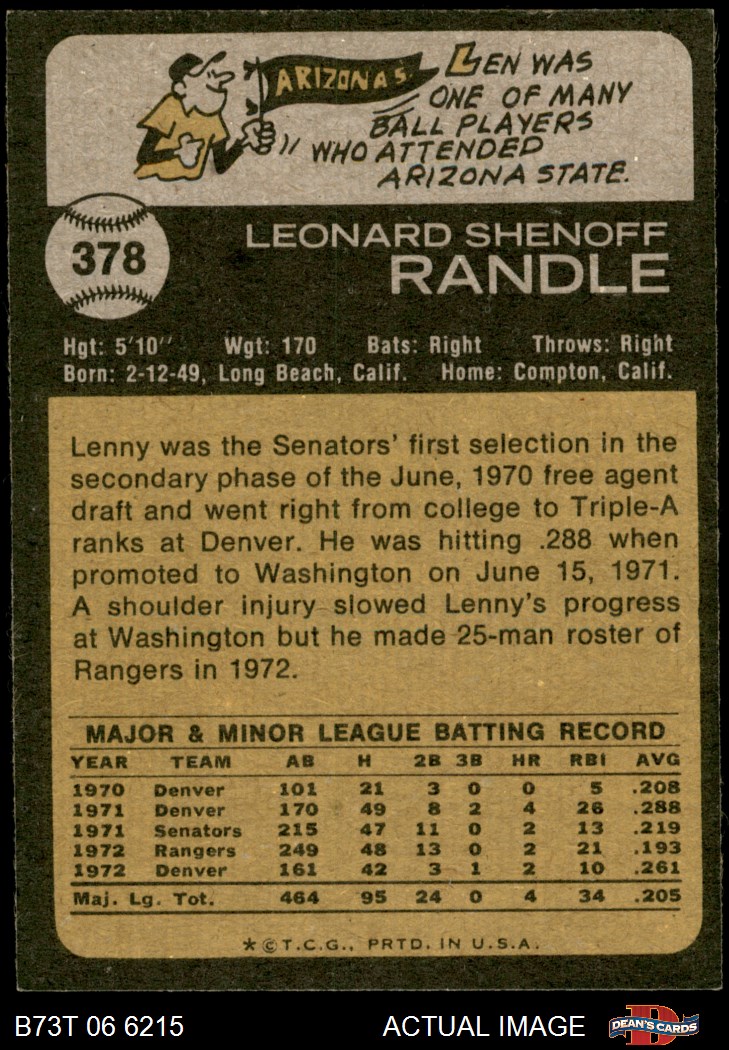 ARIZONA S.
LEN WAS
ONE OF MANY
BALL PLAYERS
WHO ATTENDED
ARIZONA STATE.
378
LEONARD SHENOFF
RANDLE
Hgt: 5'10" Wgt: 170 Bats: Right Throws: Right
Born: 2-12-49, Long Beach, Calif. Home: Compton, Calif.
Lenny was the Senators' first selection in the
secondary phase of the June, 1970 free agent
draft and went right from college to Triple-A
ranks at Denver. He was hitting .288 when
promoted to Washington on June 15, 1971.
A shoulder injury slowed Lenny's progress
at Washington but he made 25-man roster of
Rangers in 1972.
MAJOR & MINOR LEAGUE BATTING RECORD
YEAR TEAM AB H 2B 3B HR RBI AVG
1970 Denver 101 21 3 0 0 5 .208
1971 Denver 170 49 8 2 4 26 .288
1971 Senators 215 47 11 0 2 13 .219
1972 Rangers 249 48 13 0 2 21 .193
1972 Denver 161 42 3 1 2 10 .261
Maj. Lg. Tot. 464 95 24 0 4 34 .205
*©T.C.G., PRTD. IN U.S.A.
B73T 06 6215 ACTUAL IMAGE DEAN'S CARDS